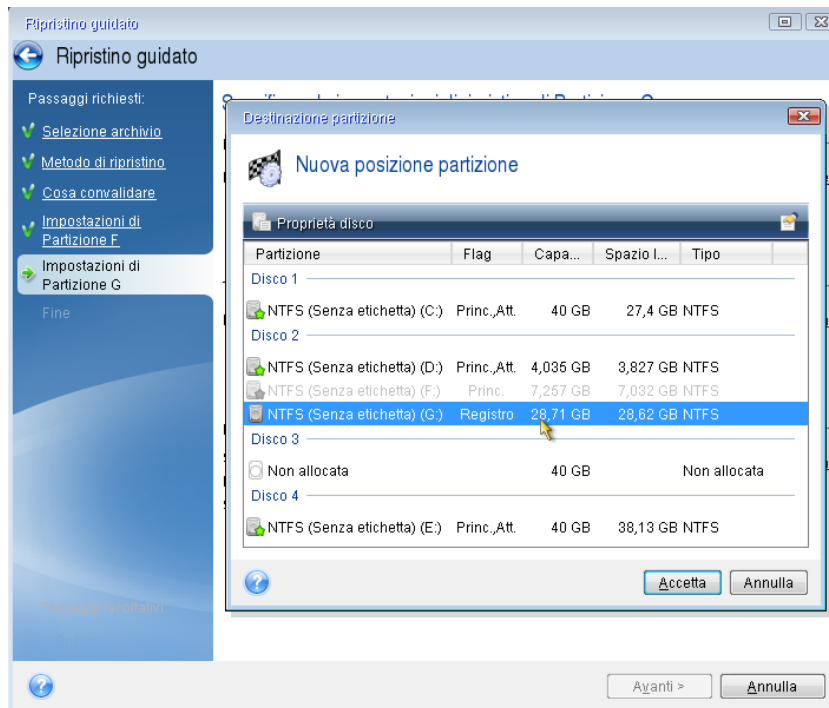 Ripristino guidato
Ripristino guidato
Passaggi richiesti:
Selezione archivio
Metodo di ripristino
Cosa convalidare
Impostazioni di
Partizione F
Impostazioni di
Partizione G
Fine
Destinazione partizione
Nuova posizione partizione
Proprietà disco
Partizione Flag Capa... Spazio l... Tipo
Disco 1
NTFS (Senza etichetta) (C:) Princ.,Att. 40 GB 27,4 GB NTFS
Disco 2
NTFS (Senza etichetta) (D:) Princ.,Att. 4,035 GB 3,827 GB NTFS
NTFS (Senza etichetta) (F:) Princ. 7,257 GB 7,032 GB NTFS
NTFS (Senza etichetta) (G:) Registro 28,71 GB 28,62 GB NTFS
Disco 3
Non allocata 40 GB Non allocata
Disco 4
NTFS (Senza etichetta) (E:) Princ.,Att. 40 GB 38,13 GB NTFS
Accetta Annulla
Avanti > Annulla